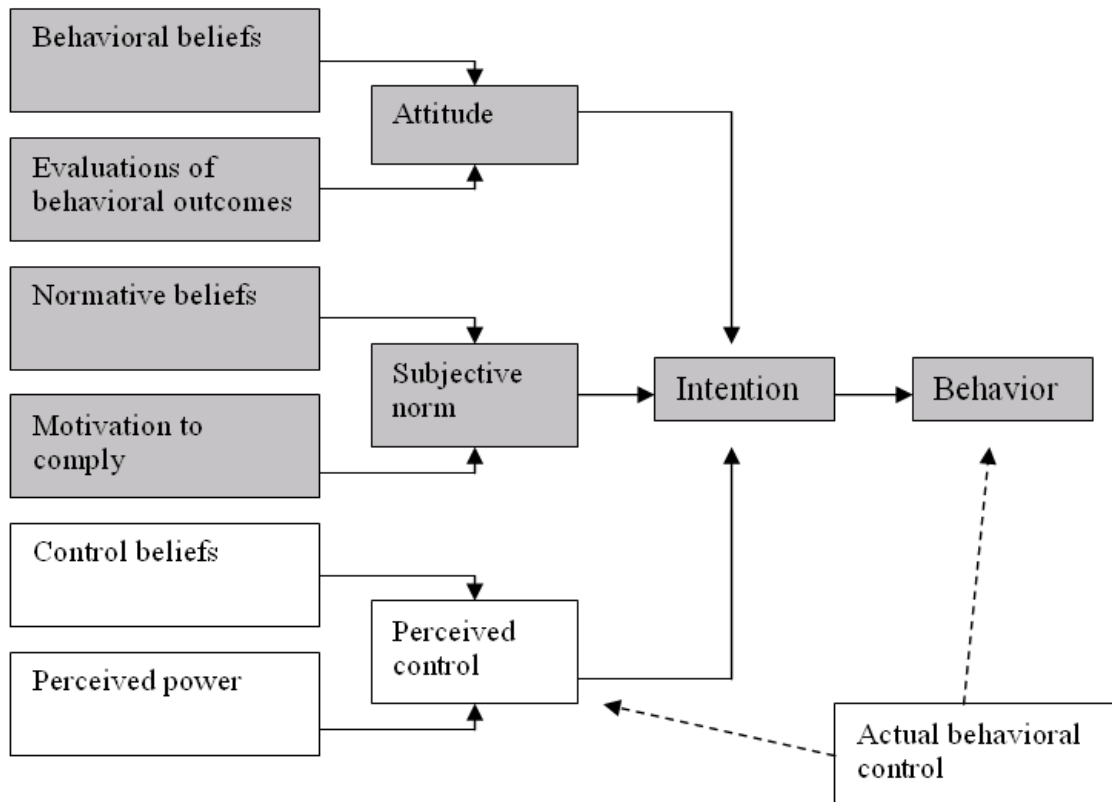 Behavioral beliefs
Attitude
Evaluations of
behavioral outcomes
Normative beliefs
Subjective
norm
Intention
Behavior
Motivation to
comply
Control beliefs
Perceived
control
Perceived power
Actual behavioral
control